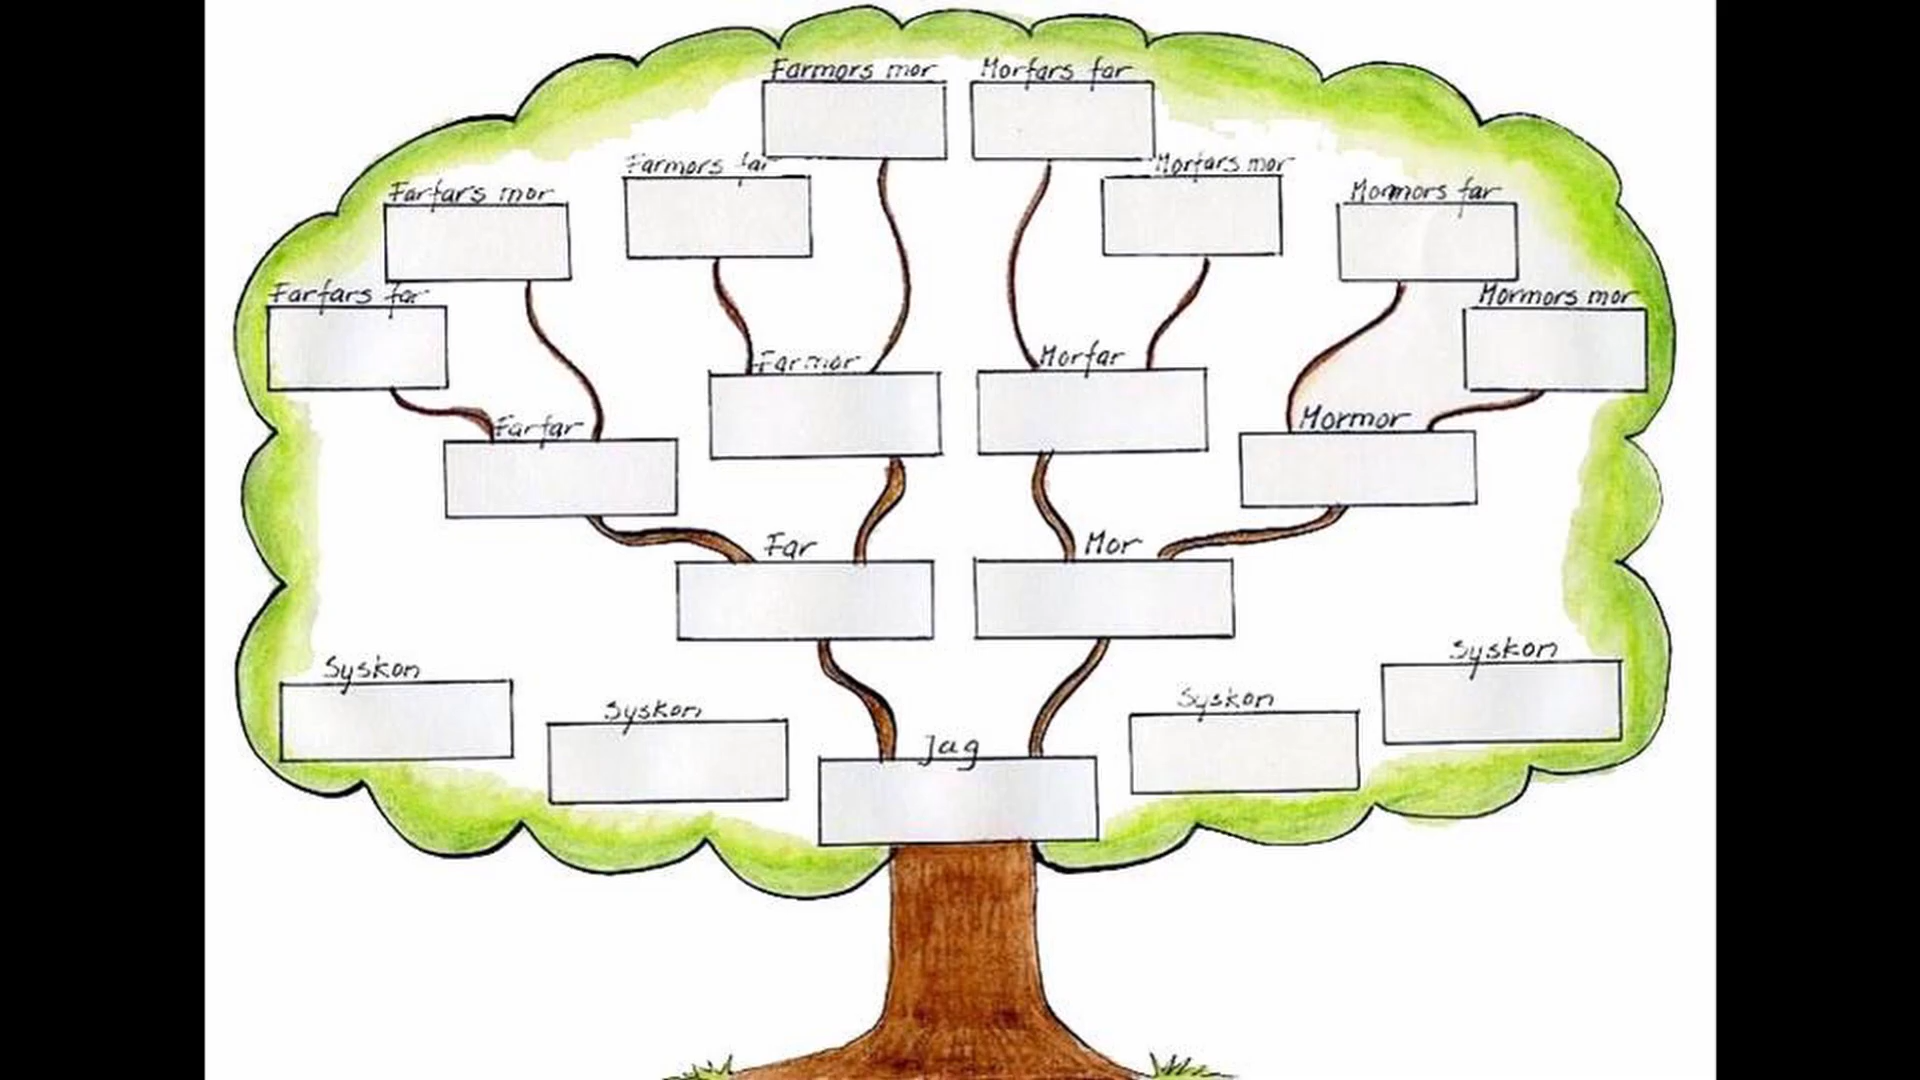 Farmors mor
Morfars far
Farmors far
Morfars mor
Farfars mor
Mormors far
Farfars far
Mormors mor
Farmor
Morfar
Farfar
Mormor
Far
Mor
Syskon
Syskon
Syskon
Syskon
Jag